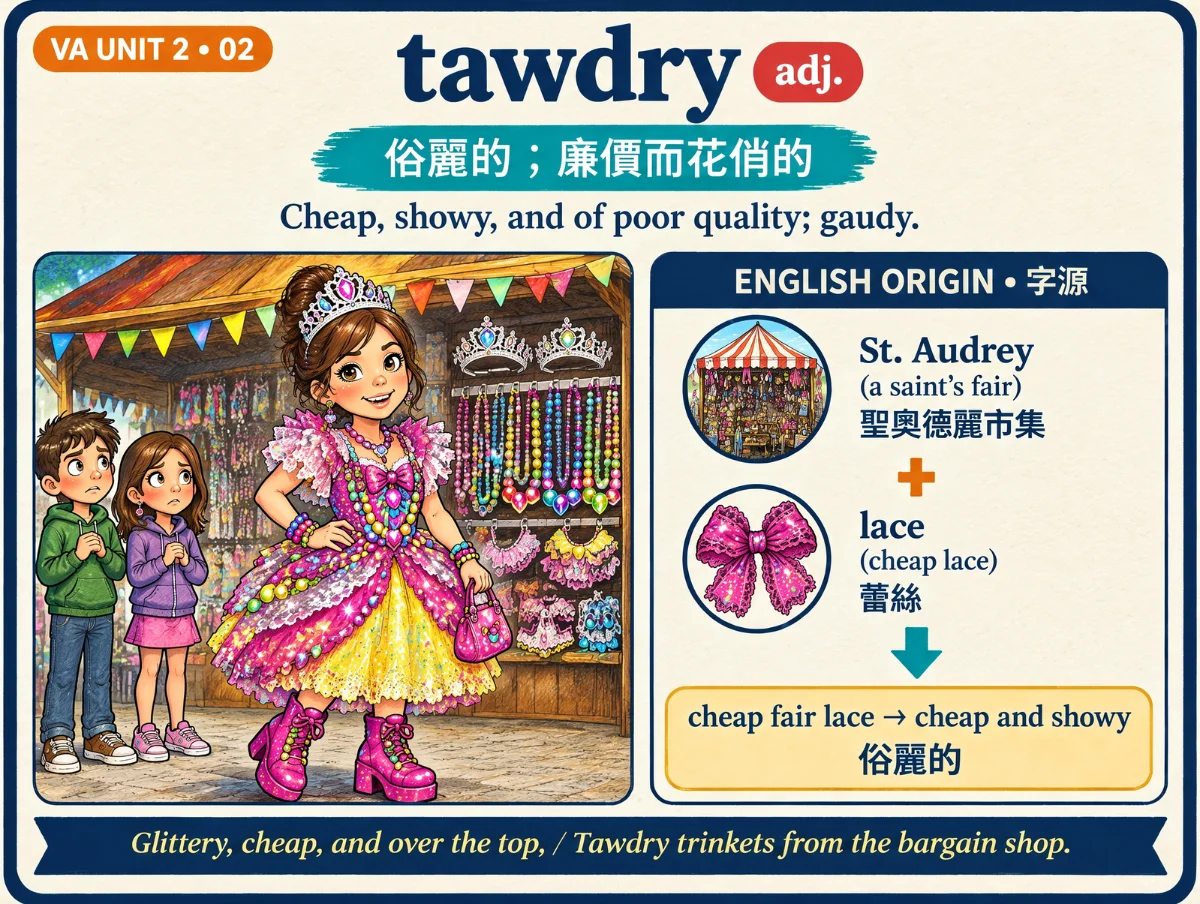 VA UNIT 2 • 02
tawdry adj.
俗麗的；廉價而花俏的
Cheap, showy, and of poor quality; gaudy.
ENGLISH ORIGIN • 字源
St. Audrey
(a saint's fair)
聖奧德麗市集
lace
(cheap lace)
蕾絲
cheap fair lace → cheap and showy
俗麗的
Glittery, cheap, and over the top, / Tawdry trinkets from the bargain shop.